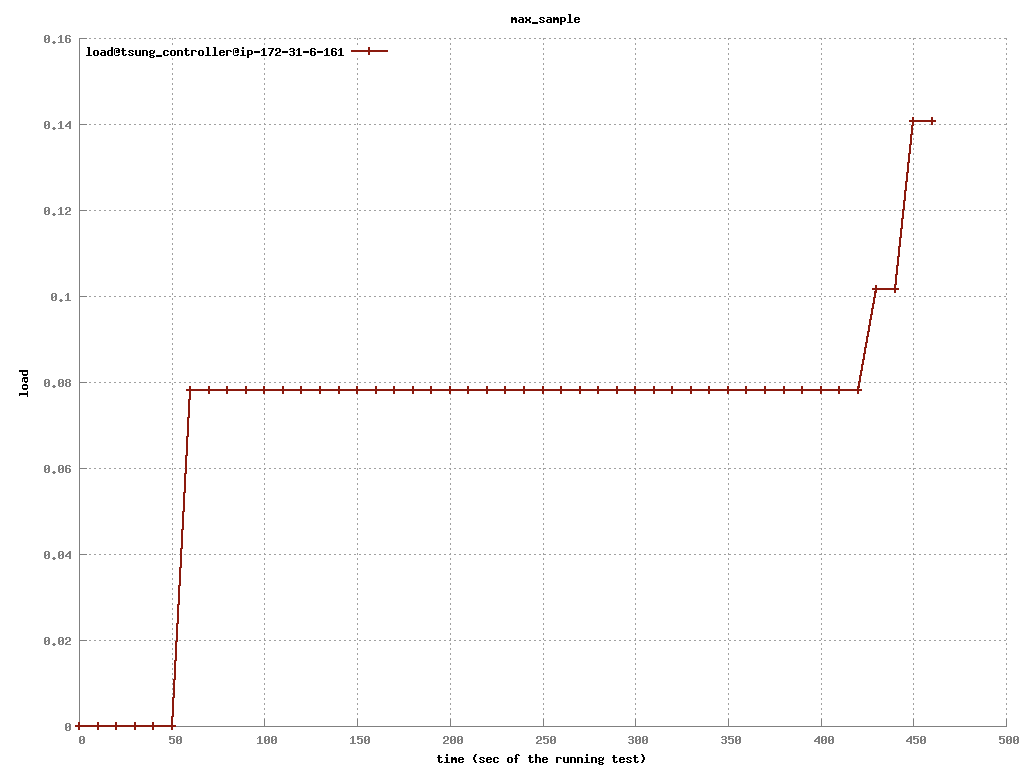 max_sample
load@tsung_controller@ip-172-31-6-161
0.16
0.14
0.12
0.1
0.08
0.06
0.04
0.02
0
load
0 50 100 150 200 250 300 350 400 450 500
time (sec of the running test)